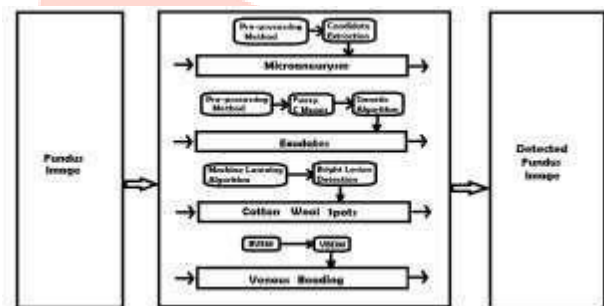 Pre-processing
Method
Candidate
Extraction
Microaneurysm
Pre-processing
Method
Fuzzy
C Means
Genetic
Algorithm
Exudates
Fundus
Image
Detected
Fundus
Image
Machine Learning
Algorithm
Bright Lesion
Detection
Cotton Wool Spots
Venous Beading